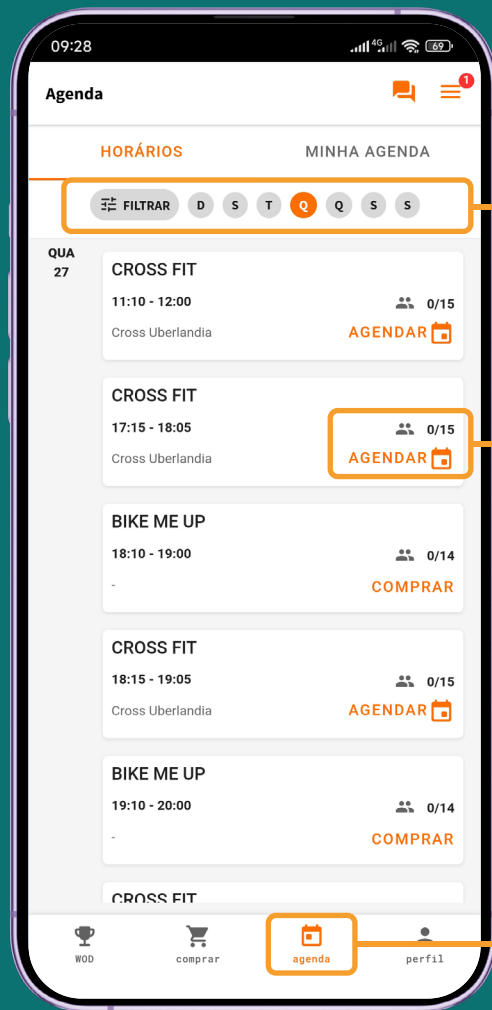 09:28
4G
69
Agenda
1
HORÁRIOS
MINHA AGENDA
FILTRAR D S T Q Q S S
QUA
27
CROSS FIT
11:10 - 12:00
0/15
Cross Uberlandia
AGENDAR
CROSS FIT
17:15 - 18:05
0/15
Cross Uberlandia
AGENDAR
BIKE ME UP
18:10 - 19:00
0/14
-
COMPRAR
CROSS FIT
18:15 - 19:05
0/15
Cross Uberlandia
AGENDAR
BIKE ME UP
19:10 - 20:00
0/14
-
COMPRAR
CROSS FIT
WOD
comprar
agenda
perfil